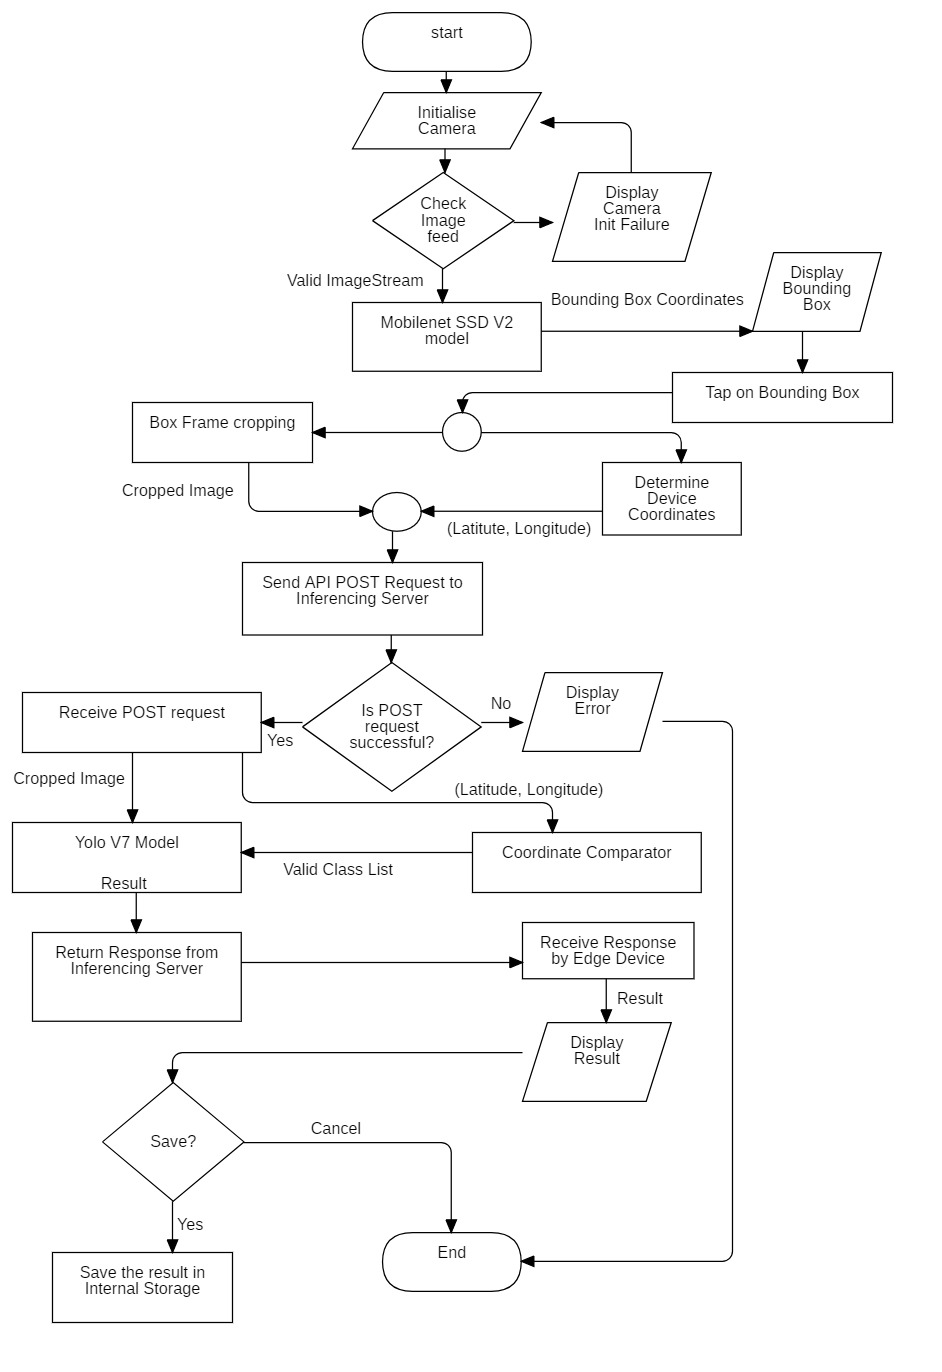 start
Initialise
Camera
Check
Image
feed
Display
Camera
Init Failure
Valid ImageStream
Mobilenet SSD V2
model
Bounding Box Coordinates
Display
Bounding
Box
Tap on Bounding Box
Box Frame cropping
Determine
Device
Coordinates
Cropped Image
(Latitute, Longitude)
Send API POST Request to
Inferencing Server
Is POST
request
successful?
No
Display
Error
Yes
Receive POST request
Cropped Image
(Latitude, Longitude)
Yolo V7 Model
Result
Valid Class List
Coordinate Comparator
Return Response from
Inferencing Server
Receive Response
by Edge Device
Result
Display
Result
Save?
Cancel
Yes
End
Save the result in
Internal Storage